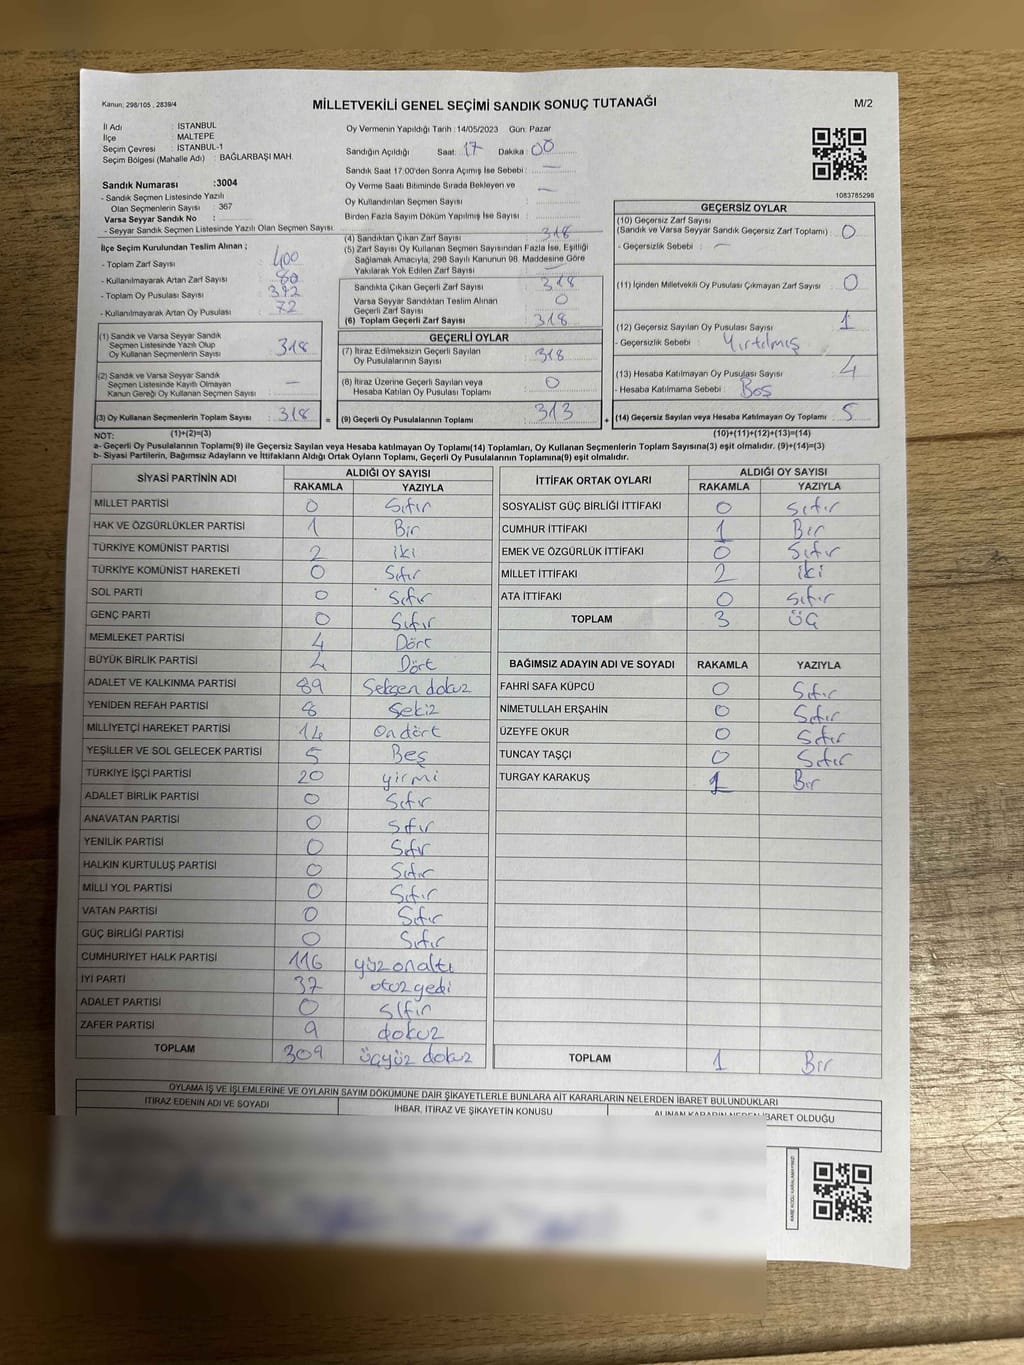 Kanun: 298/105 , 2839/4
MİLLETVEKİLİ GENEL SEÇİMİ SANDIK SONUÇ TUTANAĞI
M/2
İl Adı : İSTANBUL
İlçe : MALTEPE
Seçim Çevresi : İSTANBUL-1
Seçim Bölgesi (Mahalle Adı) : BAĞLARBAŞI MAH.
Oy Vermenin Yapıldığı Tarih :14/05/2023 Gün: Pazar
Sandığın Açıldığı Saat: 17 Dakika: 00
Sandık Saat 17:00'den Sonra Açılmış İse Sebebi : —
Oy Verme Saati Bitiminde Sırada Bekleyen ve
Oy Kullandırılan Seçmen Sayısı : —
Birden Fazla Sayım Döküm Yapılmış İse Sayısı :
1083785298
Sandık Numarası :3004
- Sandık Seçmen Listesinde Yazılı
Olan Seçmenlerin Sayısı : 367
Varsa Seyyar Sandık No :
- Seyyar Sandık Seçmen Listesinde Yazılı Olan Seçmen Sayısı:
İlçe Seçim Kurulundan Teslim Alınan ;
- Toplam Zarf Sayısı : 400
- Kullanılmayarak Artan Zarf Sayısı : 80
- Toplam Oy Pusulası Sayısı : 392
- Kullanılmayarak Artan Oy Pusulası : 72
(4) Sandıktan Çıkan Zarf Sayısı : 318
(5) Zarf Sayısı Oy Kullanan Seçmen Sayısından Fazla İse, Eşitliği
Sağlamak Amacıyla, 298 Sayılı Kanunun 98. Maddesine Göre
Yakılarak Yok Edilen Zarf Sayısı : —
Sandıkta Çıkan Geçerli Zarf Sayısı : 318
Varsa Seyyar Sandıktan Teslim Alınan
Geçerli Zarf Sayısı : 0
(6) Toplam Geçerli Zarf Sayısı : 318
GEÇERSİZ OYLAR
(10) Geçersiz Zarf Sayısı
(Sandık ve Varsa Seyyar Sandık Geçersiz Zarf Toplamı) : 0
- Geçersizlik Sebebi : —
(11) İçinden Milletvekili Oy Pusulası Çıkmayan Zarf Sayısı : 0
(12) Geçersiz Sayılan Oy Pusulası Sayısı : 1
- Geçersizlik Sebebi : Yırtılmış
(13) Hesaba Katılmayan Oy Pusulası Sayısı : 4
- Hesaba Katılmama Sebebi : Boş
(1) Sandık ve Varsa Seyyar Sandık
Seçmen Listesinde Yazılı Olup
Oy Kullanan Seçmenlerin Sayısı : 318
(2) Sandık ve Varsa Seyyar Sandık
Seçmen Listesinde Kayıtlı Olmayan
Kanun Gereği Oy Kullanan Seçmen Sayısı : —
GEÇERLİ OYLAR
(7) İtiraz Edilmeksizin Geçerli Sayılan
Oy Pusulalarının Sayısı : 318
(8) İtiraz Üzerine Geçerli Sayılan veya
Hesaba Katılan Oy Pusulası Toplamı : 0
(3) Oy Kullanan Seçmenlerin Toplam Sayısı : 318 = (9) Geçerli Oy Pusulalarının Toplamı : 313 + (14) Geçersiz Sayılan veya Hesaba Katılmayan Oy Toplamı : 5
NOT: (1)+(2)=(3) (10)+(11)+(12)+(13)=(14)
a- Geçerli Oy Pusulalarının Toplamı(9) ile Geçersiz Sayılan veya Hesaba katılmayan Oy Toplamı(14) Toplamları, Oy Kullanan Seçmenlerin Toplam Sayısına(3) eşit olmalıdır. (9)+(14)=(3)
b- Siyasi Partilerin, Bağımsız Adayların ve İttifakların Aldığı Ortak Oyların Toplamı, Geçerli Oy Pusulalarının Toplamına(9) eşit olmalıdır.
SİYASİ PARTİNİN ADI ALDIĞI OY SAYISI
RAKAMLA YAZIYLA
MİLLET PARTİSİ 0 Sıfır
HAK VE ÖZGÜRLÜKLER PARTİSİ 1 Bir
TÜRKİYE KOMÜNİST PARTİSİ 2 iki
TÜRKİYE KOMÜNİST HAREKETİ 0 Sıfır
SOL PARTİ 0 Sıfır
GENÇ PARTİ 0 Sıfır
MEMLEKET PARTİSİ 4 Dört
BÜYÜK BİRLİK PARTİSİ 4 Dört
ADALET VE KALKINMA PARTİSİ 89 Seksen dokuz
YENİDEN REFAH PARTİSİ 8 Sekiz
MİLLİYETÇİ HAREKET PARTİSİ 14 On dört
YEŞİLLER VE SOL GELECEK PARTİSİ 5 Beş
TÜRKİYE İŞÇİ PARTİSİ 20 yirmi
ADALET BİRLİK PARTİSİ 0 Sıfır
ANAVATAN PARTİSİ 0 Sıfır
YENİLİK PARTİSİ 0 Sıfır
HALKIN KURTULUŞ PARTİSİ 0 Sıfır
MİLLİ YOL PARTİSİ 0 Sıfır
VATAN PARTİSİ 0 Sıfır
GÜÇ BİRLİĞİ PARTİSİ 0 Sıfır
CUMHURİYET HALK PARTİSİ 116 yüz onaltı
İYİ PARTİ 37 otuz yedi
ADALET PARTİSİ 0 Sıfır
ZAFER PARTİSİ 9 dokuz
TOPLAM 309 üçyüz dokuz
İTTİFAK ORTAK OYLARI ALDIĞI OY SAYISI
RAKAMLA YAZIYLA
SOSYALİST GÜÇ BİRLİĞİ İTTİFAKI 0 Sıfır
CUMHUR İTTİFAKI 1 Bir
EMEK VE ÖZGÜRLÜK İTTİFAKI 0 Sıfır
MİLLET İTTİFAKI 2 iki
ATA İTTİFAKI 0 Sıfır
TOPLAM 3 ÜÇ
BAĞIMSIZ ADAYIN ADI VE SOYADI RAKAMLA YAZIYLA
FAHRİ SAFA KÜPCÜ 0 Sıfır
NİMETULLAH ERŞAHİN 0 Sıfır
ÜZEYFE OKUR 0 Sıfır
TUNCAY TAŞÇI 0 Sıfır
TURGAY KARAKUŞ 1 Bir
TOPLAM 1 Bir
OYLAMA İŞ VE İŞLEMLERİNE VE OYLARIN SAYIM DÖKÜMÜNE DAİR ŞİKAYETLERLE BUNLARA AİT KARARLARIN NELERDEN İBARET BULUNDUKLARI
İTİRAZ EDENİN ADI VE SOYADI İHBAR, İTİRAZ VE ŞİKAYETİN KONUSU ALINAN KARARIN NEDEN İBARET OLDUĞU